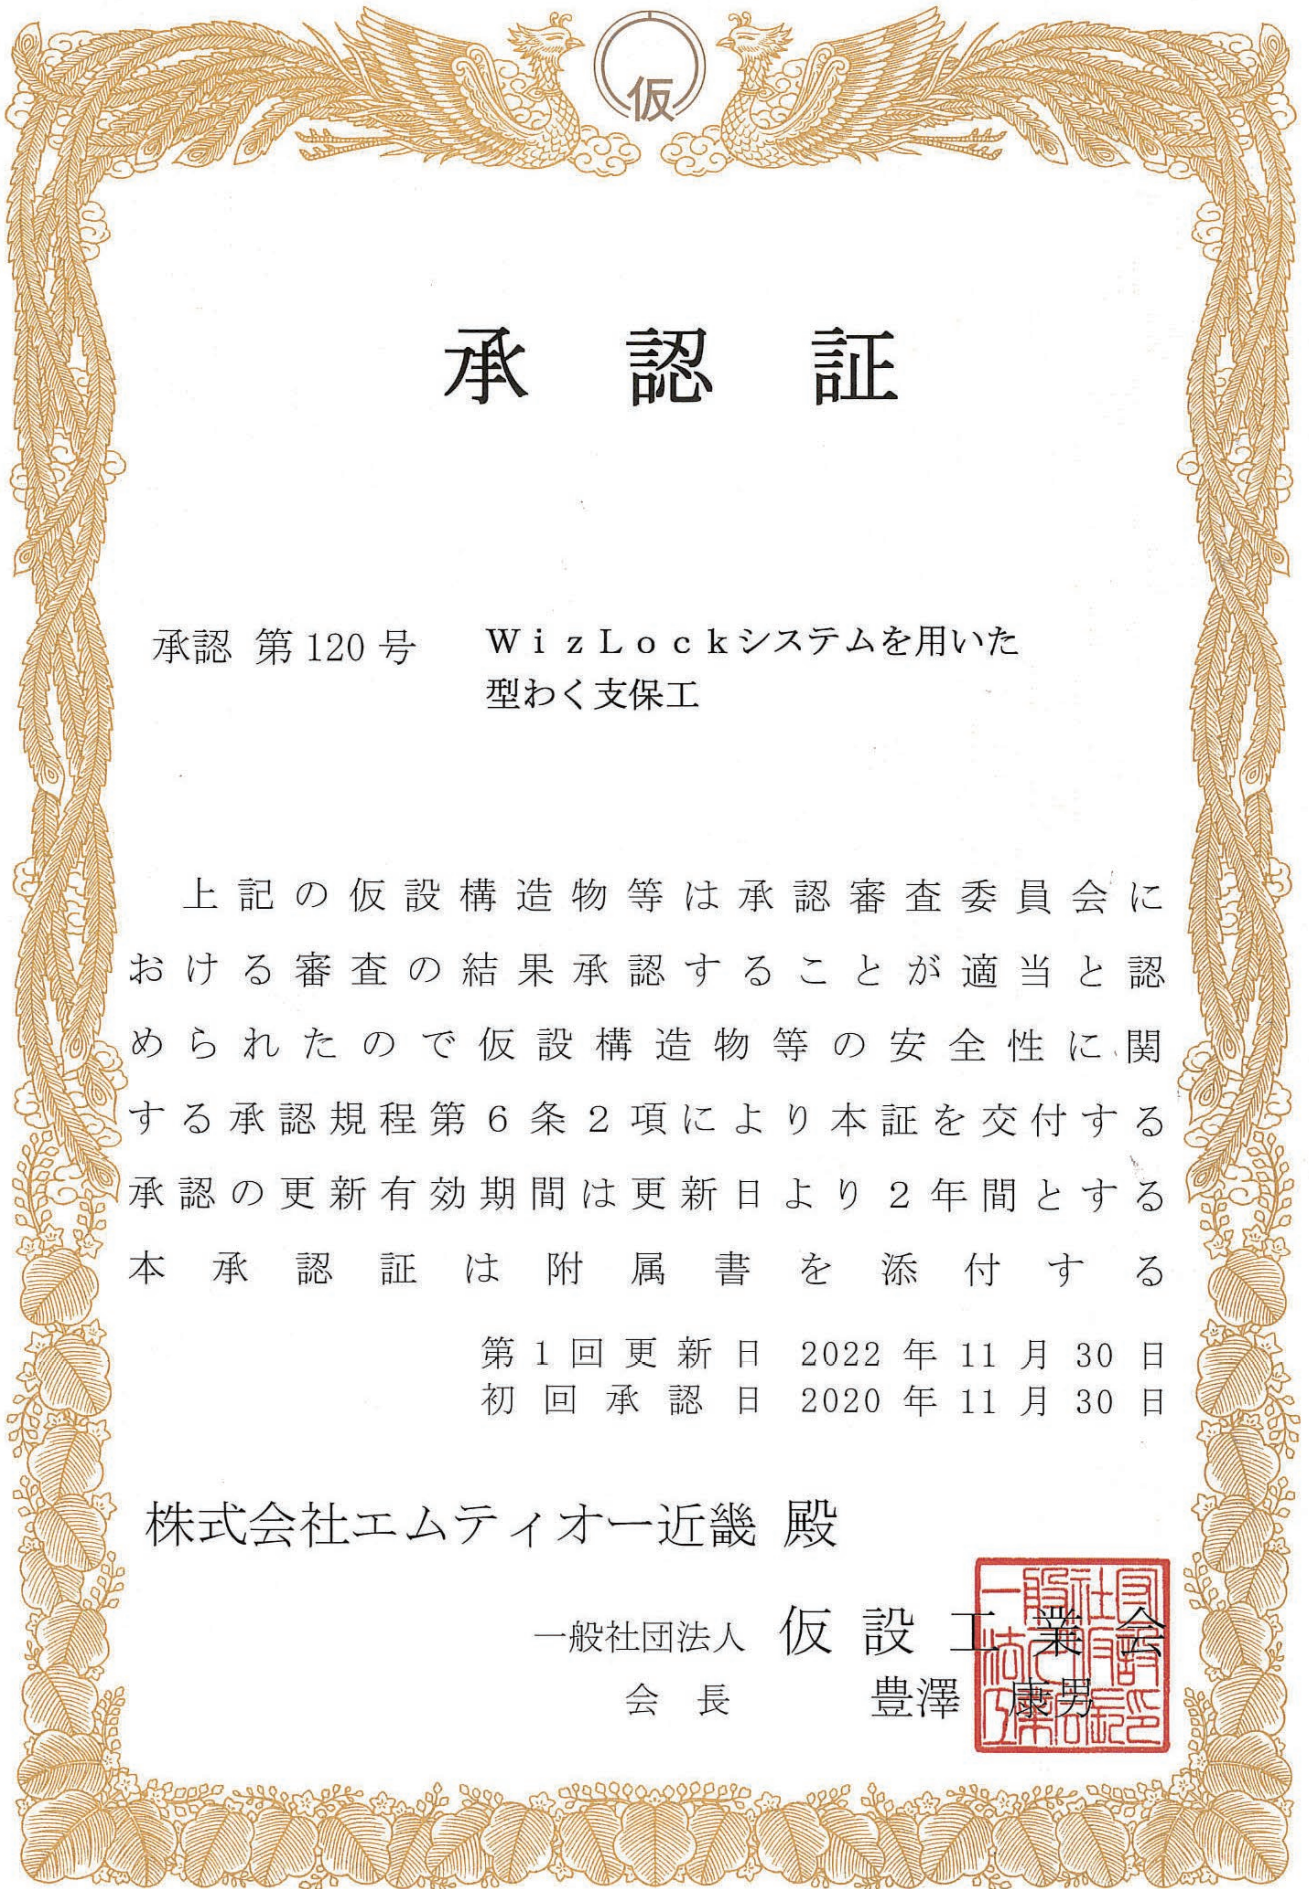 仮
承認証
承認 第120号 WizLockシステムを用いた
型わく支保工
上記の仮設構造物等は承認審査委員会に
おける審査の結果承認することが適当と認
められたので仮設構造物等の安全性に関
する承認規程第6条2項により本証を交付する
承認の更新有効期間は更新日より2年間とする
本承認証は附属書を添付する
第1回更新日 2022年11月30日
初回承認日 2020年11月30日
株式会社エムティオー近畿 殿
一般社団法人 仮設工業会
会長 豊澤 康男